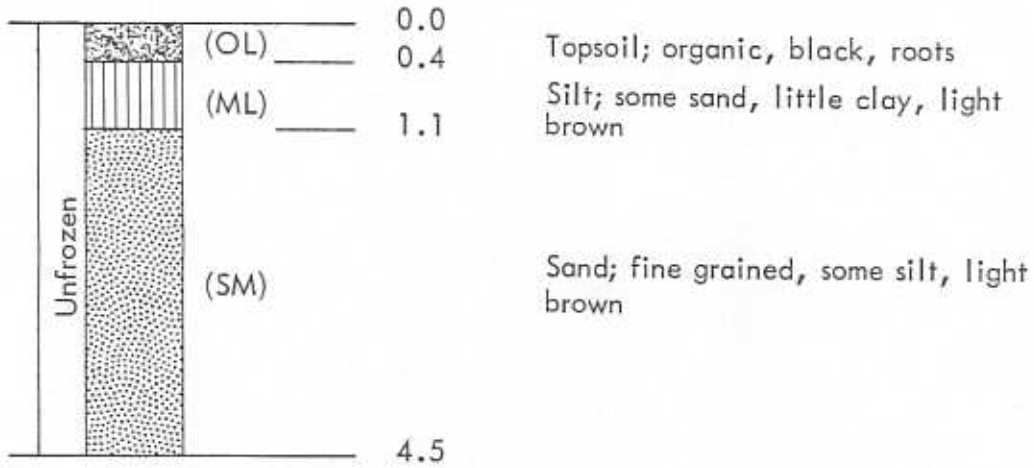 0.0
(OL)
Topsoil; organic, black, roots
0.4
(ML)
Silt; some sand, little clay, light
brown
1.1
Unfrozen
(SM)
Sand; fine grained, some silt, light
brown
4.5